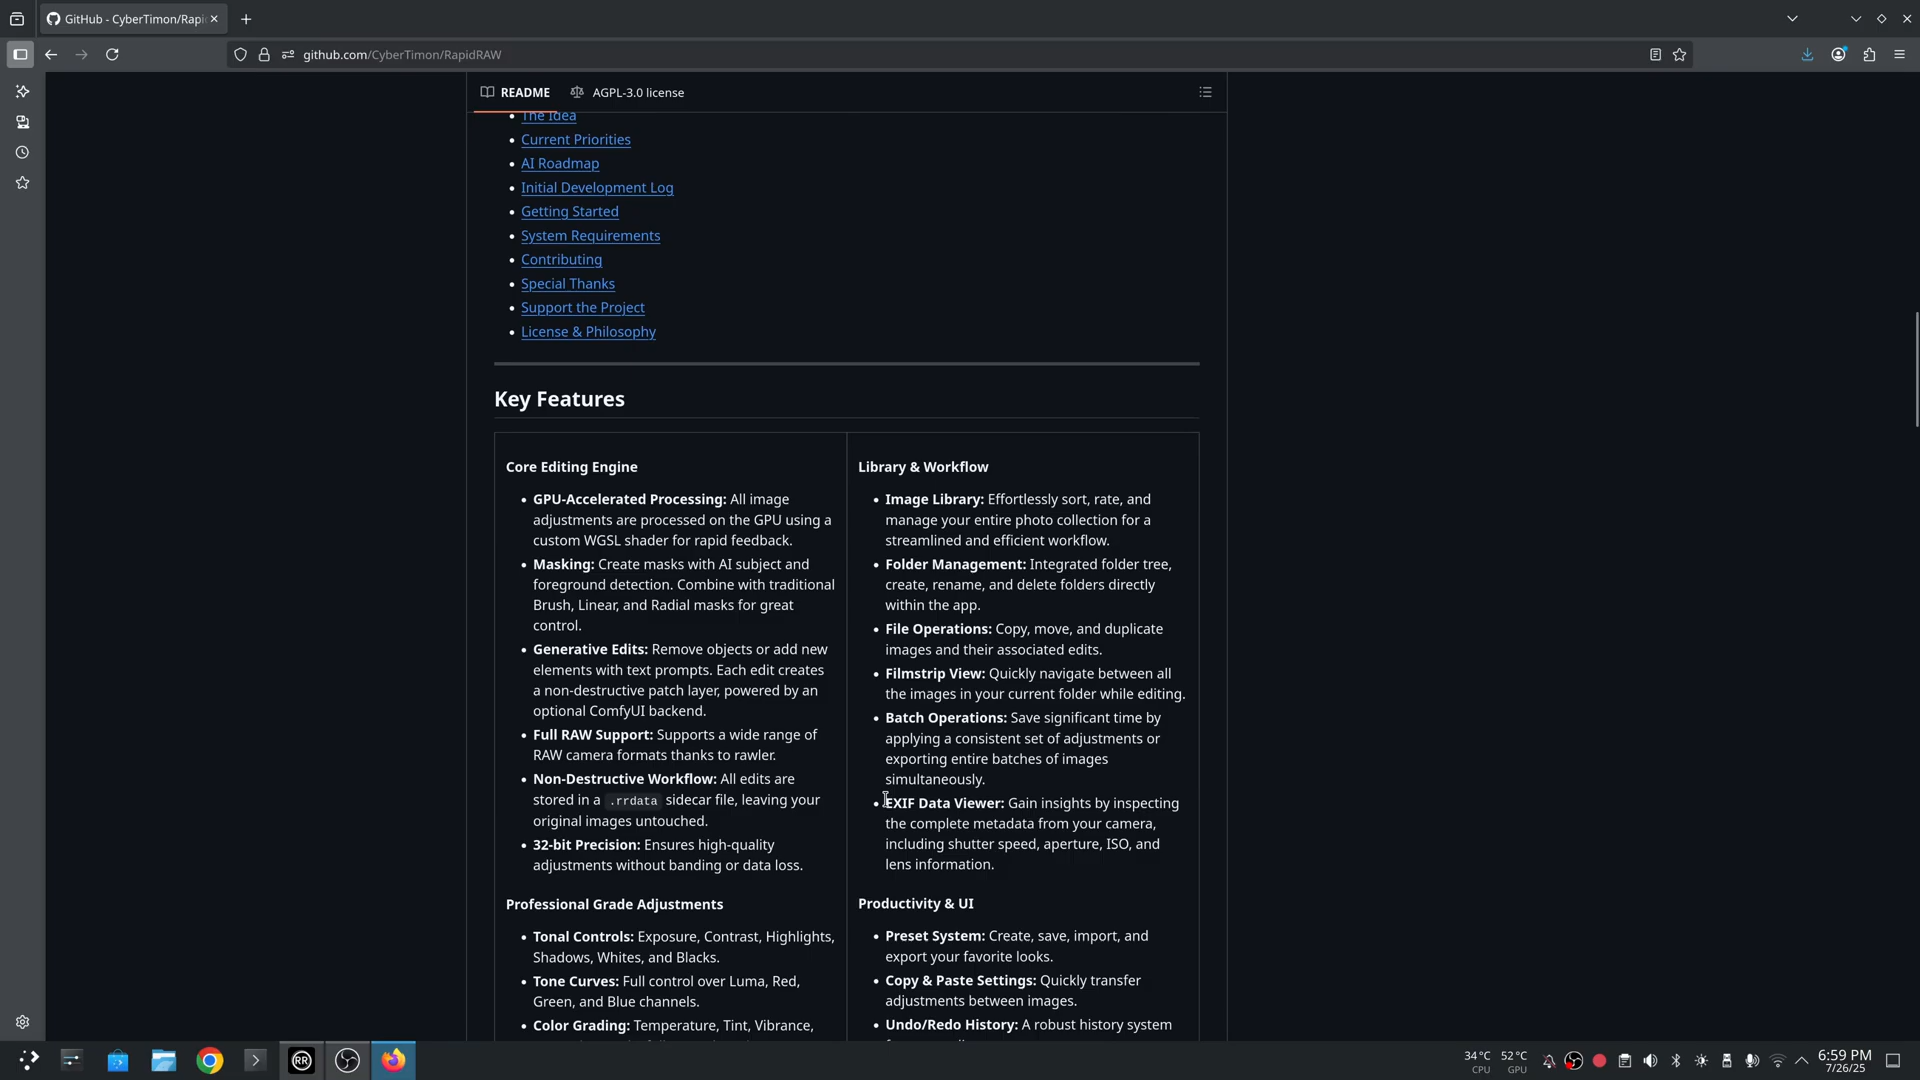 GitHub - CyberTimon/Rapi
github.com/CyberTimon/RapidRAW
README
AGPL-3.0 license
The Idea
Current Priorities
AI Roadmap
Initial Development Log
Getting Started
System Requirements
Contributing
Special Thanks
Support the Project
License & Philosophy
Key Features
Core Editing Engine
GPU-Accelerated Processing: All image
adjustments are processed on the GPU using a
custom WGSL shader for rapid feedback.
Masking: Create masks with AI subject and
foreground detection. Combine with traditional
Brush, Linear, and Radial masks for great
control.
Generative Edits: Remove objects or add new
elements with text prompts. Each edit creates
a non-destructive patch layer, powered by an
optional ComfyUI backend.
Full RAW Support: Supports a wide range of
RAW camera formats thanks to rawler.
Non-Destructive Workflow: All edits are
stored in a .rrdata sidecar file, leaving your
original images untouched.
32-bit Precision: Ensures high-quality
adjustments without banding or data loss.
Professional Grade Adjustments
Tonal Controls: Exposure, Contrast, Highlights,
Shadows, Whites, and Blacks.
Tone Curves: Full control over Luma, Red,
Green, and Blue channels.
Color Grading: Temperature, Tint, Vibrance,
Library & Workflow
Image Library: Effortlessly sort, rate, and
manage your entire photo collection for a
streamlined and efficient workflow.
Folder Management: Integrated folder tree,
create, rename, and delete folders directly
within the app.
File Operations: Copy, move, and duplicate
images and their associated edits.
Filmstrip View: Quickly navigate between all
the images in your current folder while editing.
Batch Operations: Save significant time by
applying a consistent set of adjustments or
exporting entire batches of images
simultaneously.
EXIF Data Viewer: Gain insights by inspecting
the complete metadata from your camera,
including shutter speed, aperture, ISO, and
lens information.
Productivity & UI
Preset System: Create, save, import, and
export your favorite looks.
Copy & Paste Settings: Quickly transfer
adjustments between images.
Undo/Redo History: A robust history system
RR
34°C
CPU
52°C
GPU
6:59 PM
7/26/25